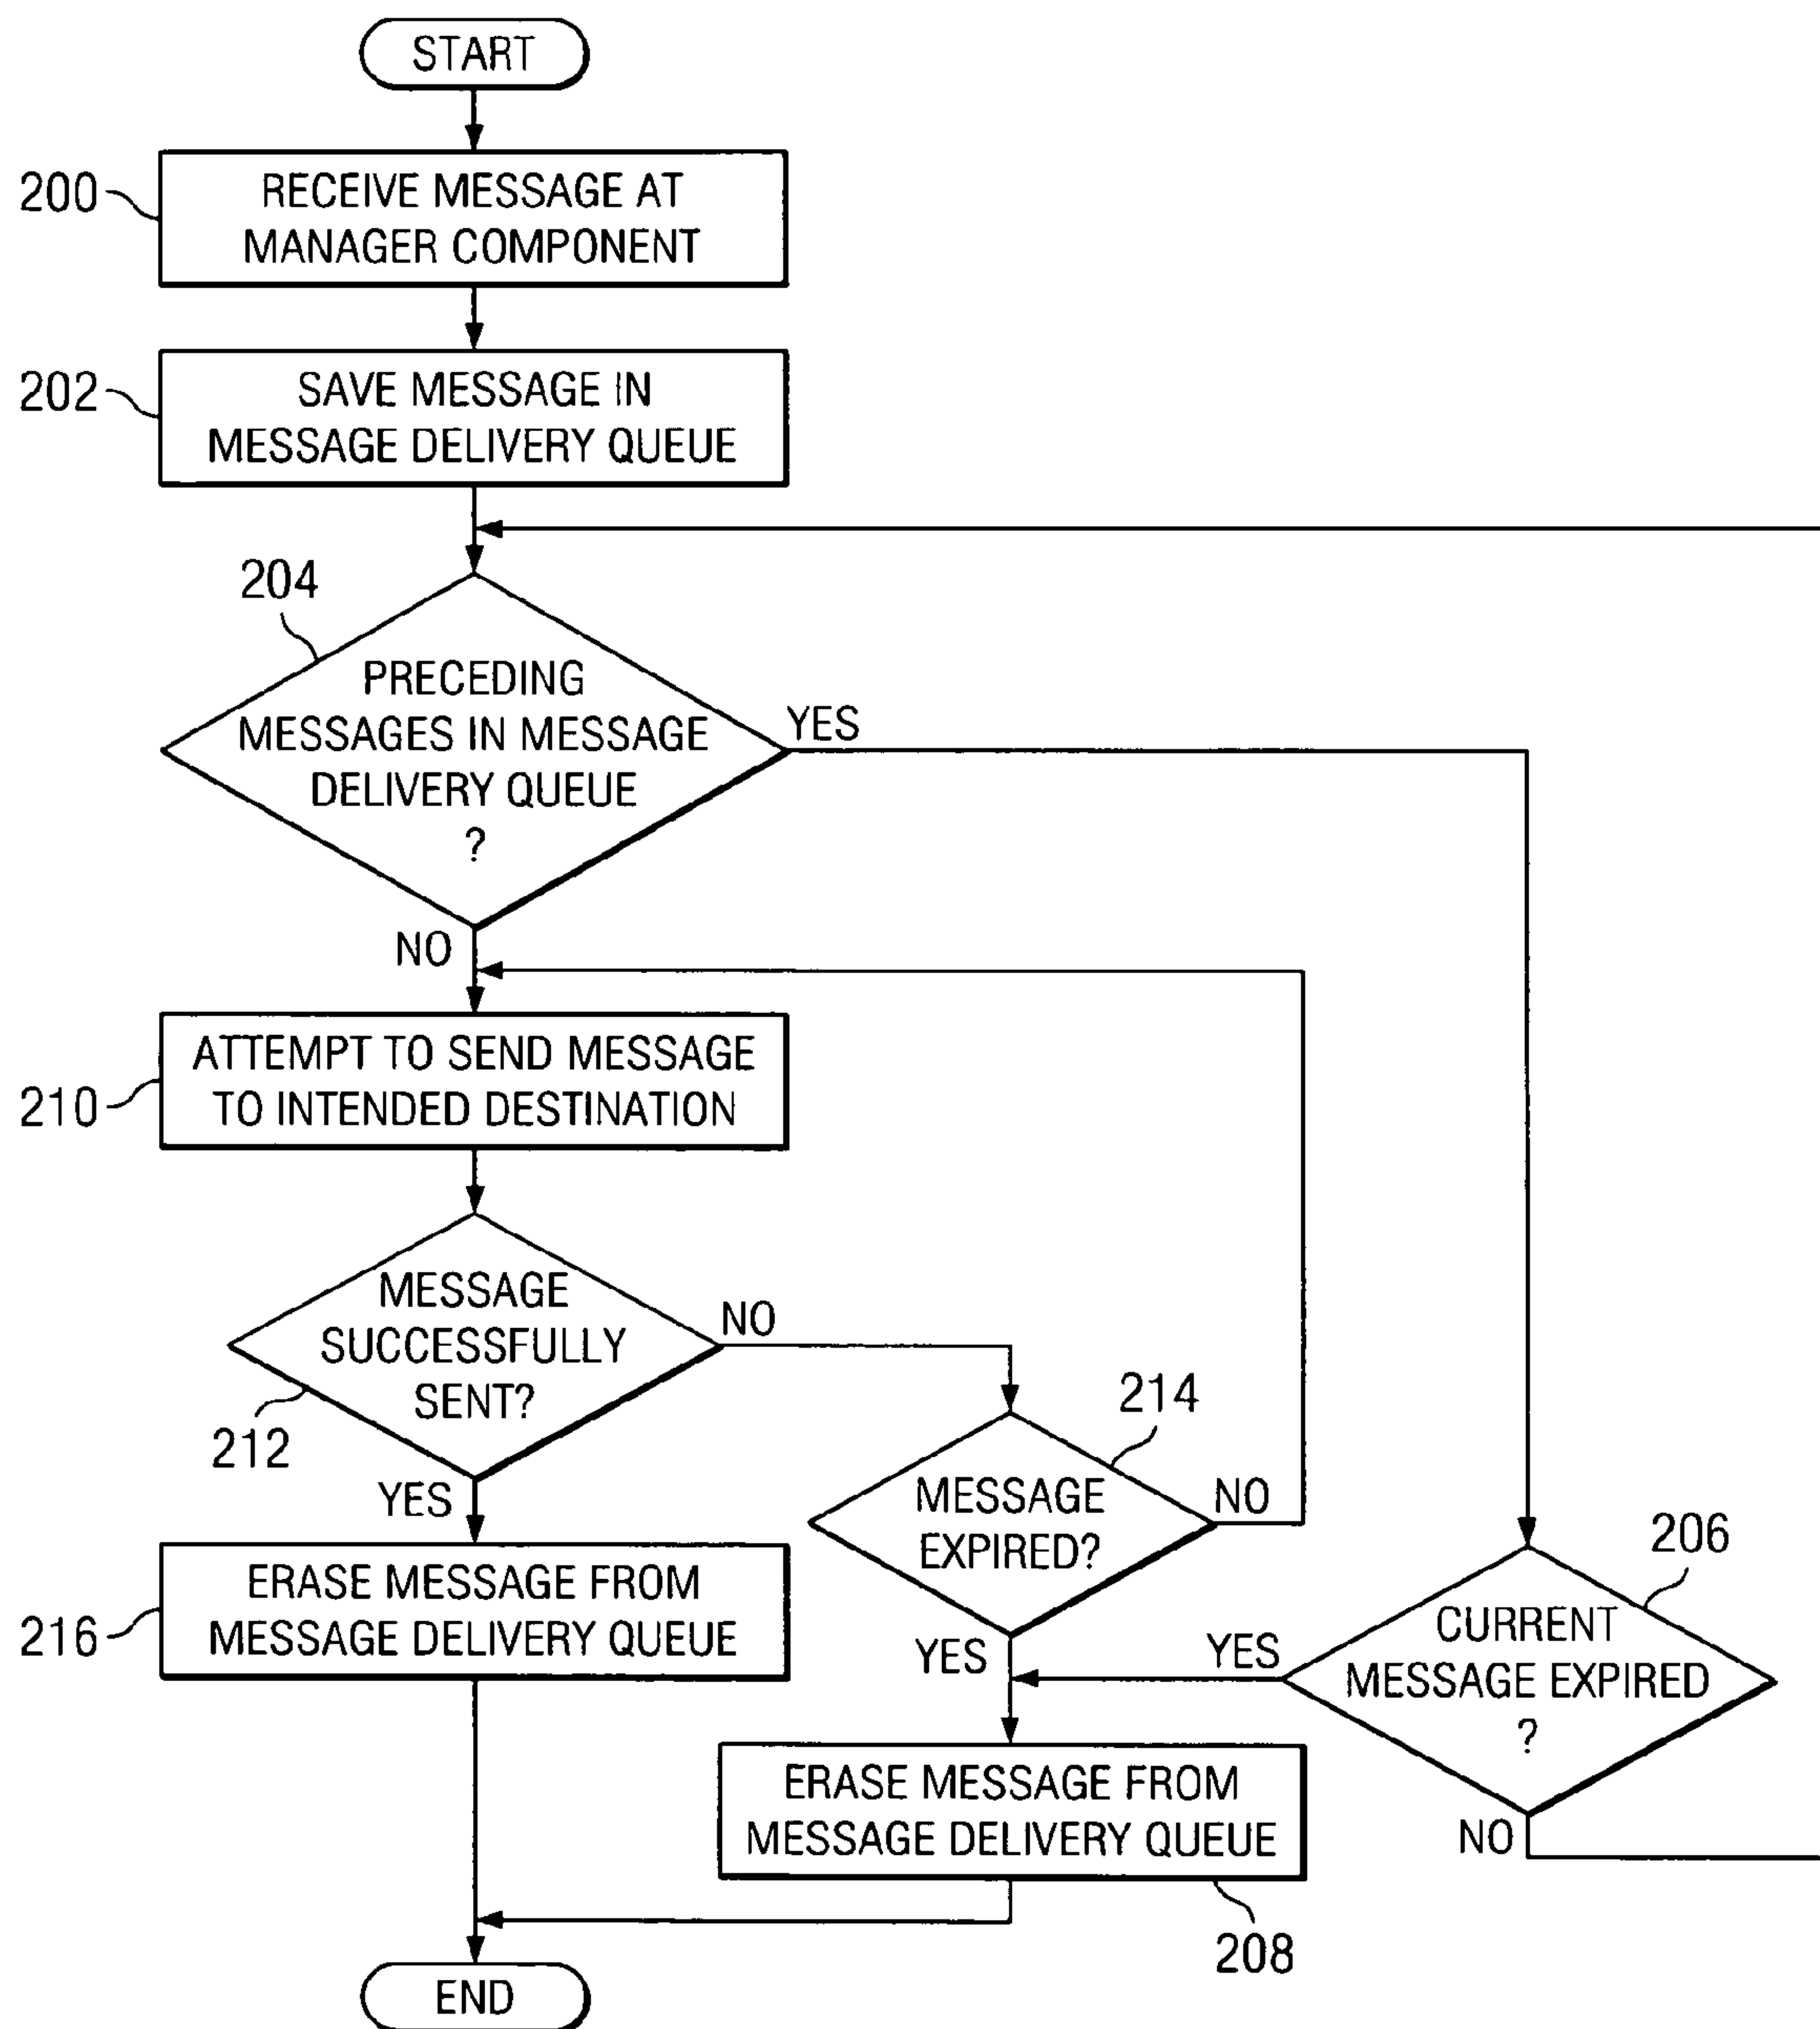 START
200
RECEIVE MESSAGE AT
MANAGER COMPONENT
202
SAVE MESSAGE IN
MESSAGE DELIVERY QUEUE
204
PRECEDING
MESSAGES IN MESSAGE
DELIVERY QUEUE
?
YES
NO
210
ATTEMPT TO SEND MESSAGE
TO INTENDED DESTINATION
MESSAGE
SUCCESSFULLY
SENT?
NO
212
YES
214
MESSAGE
EXPIRED?
NO
YES
206
CURRENT
MESSAGE EXPIRED
?
YES
NO
216
ERASE MESSAGE FROM
MESSAGE DELIVERY QUEUE
ERASE MESSAGE FROM
MESSAGE DELIVERY QUEUE
208
END